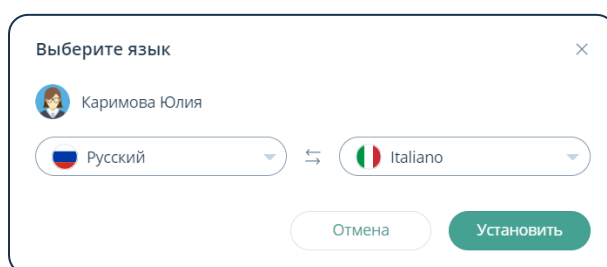 Выберите язык
Каримова Юлия
Русский
Italiano
Отмена
Установить